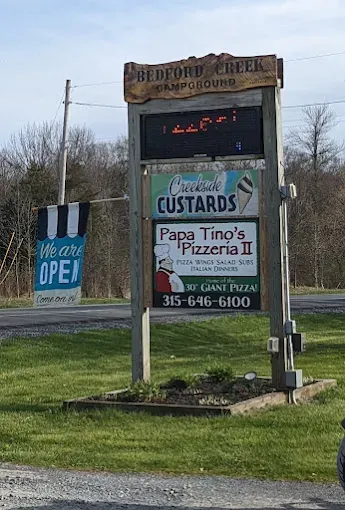 BEDFORD CREEK
CAMPGROUND
Creekside
CUSTARDS
Papa Tino's
Pizzeria II
PIZZA WINGS SALAD SUBS
ITALIAN DINNERS
Home of the
30" GIANT PIZZA!
315-646-6100
We are
OPEN
Come on in!